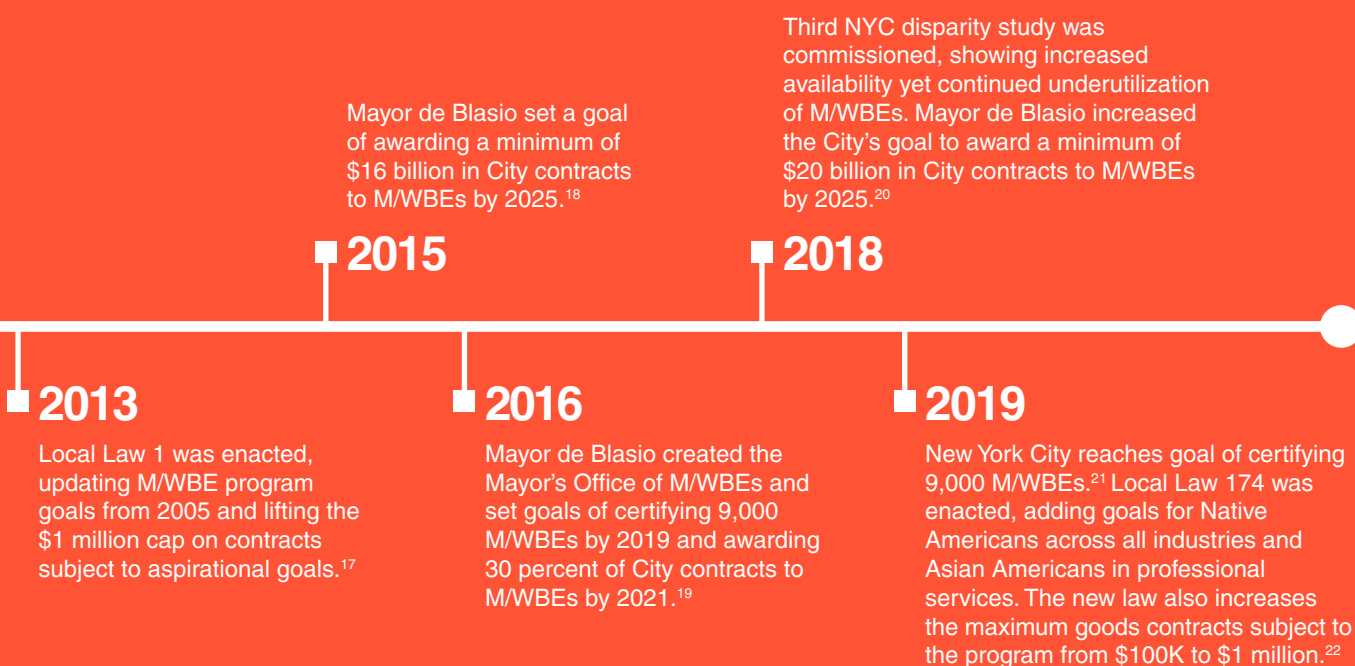 2013
Local Law 1 was enacted,
updating M/WBE program
goals from 2005 and lifting the
$1 million cap on contracts
subject to aspirational goals.17
Mayor de Blasio set a goal
of awarding a minimum of
$16 billion in City contracts
to M/WBEs by 2025.18
2015
2016
Mayor de Blasio created the
Mayor's Office of M/WBEs and
set goals of certifying 9,000
M/WBEs by 2019 and awarding
30 percent of City contracts to
M/WBEs by 2021.19
Third NYC disparity study was
commissioned, showing increased
availability yet continued underutilization
of M/WBEs. Mayor de Blasio increased
the City's goal to award a minimum of
$20 billion in City contracts to M/WBEs
by 2025.20
2018
2019
New York City reaches goal of certifying
9,000 M/WBEs.21 Local Law 174 was
enacted, adding goals for Native
Americans across all industries and
Asian Americans in professional
services. The new law also increases
the maximum goods contracts subject to
the program from $100K to $1 million.22